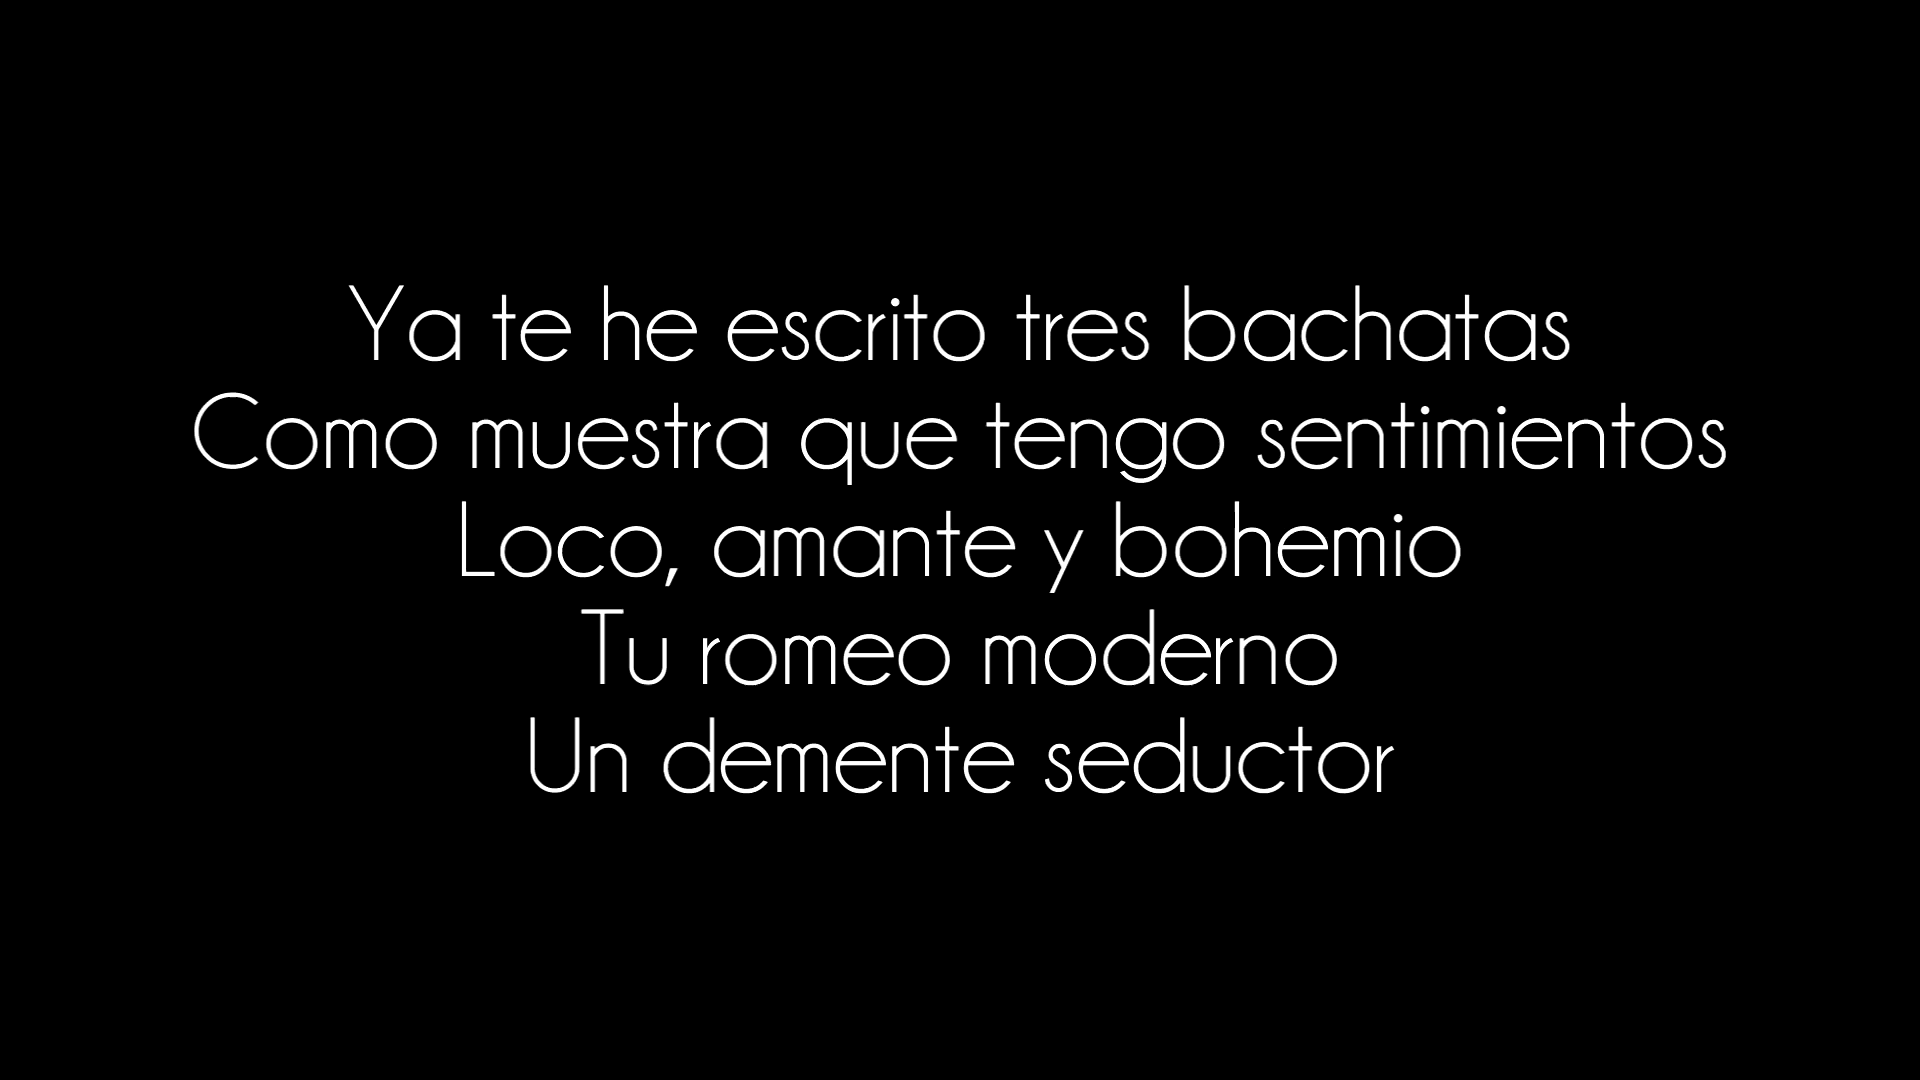 Ya te he escrito tres bachatas
Como muestra que tengo sentimientos
Loco, amante y bohemio
Tu romeo moderno
Un demente seductor